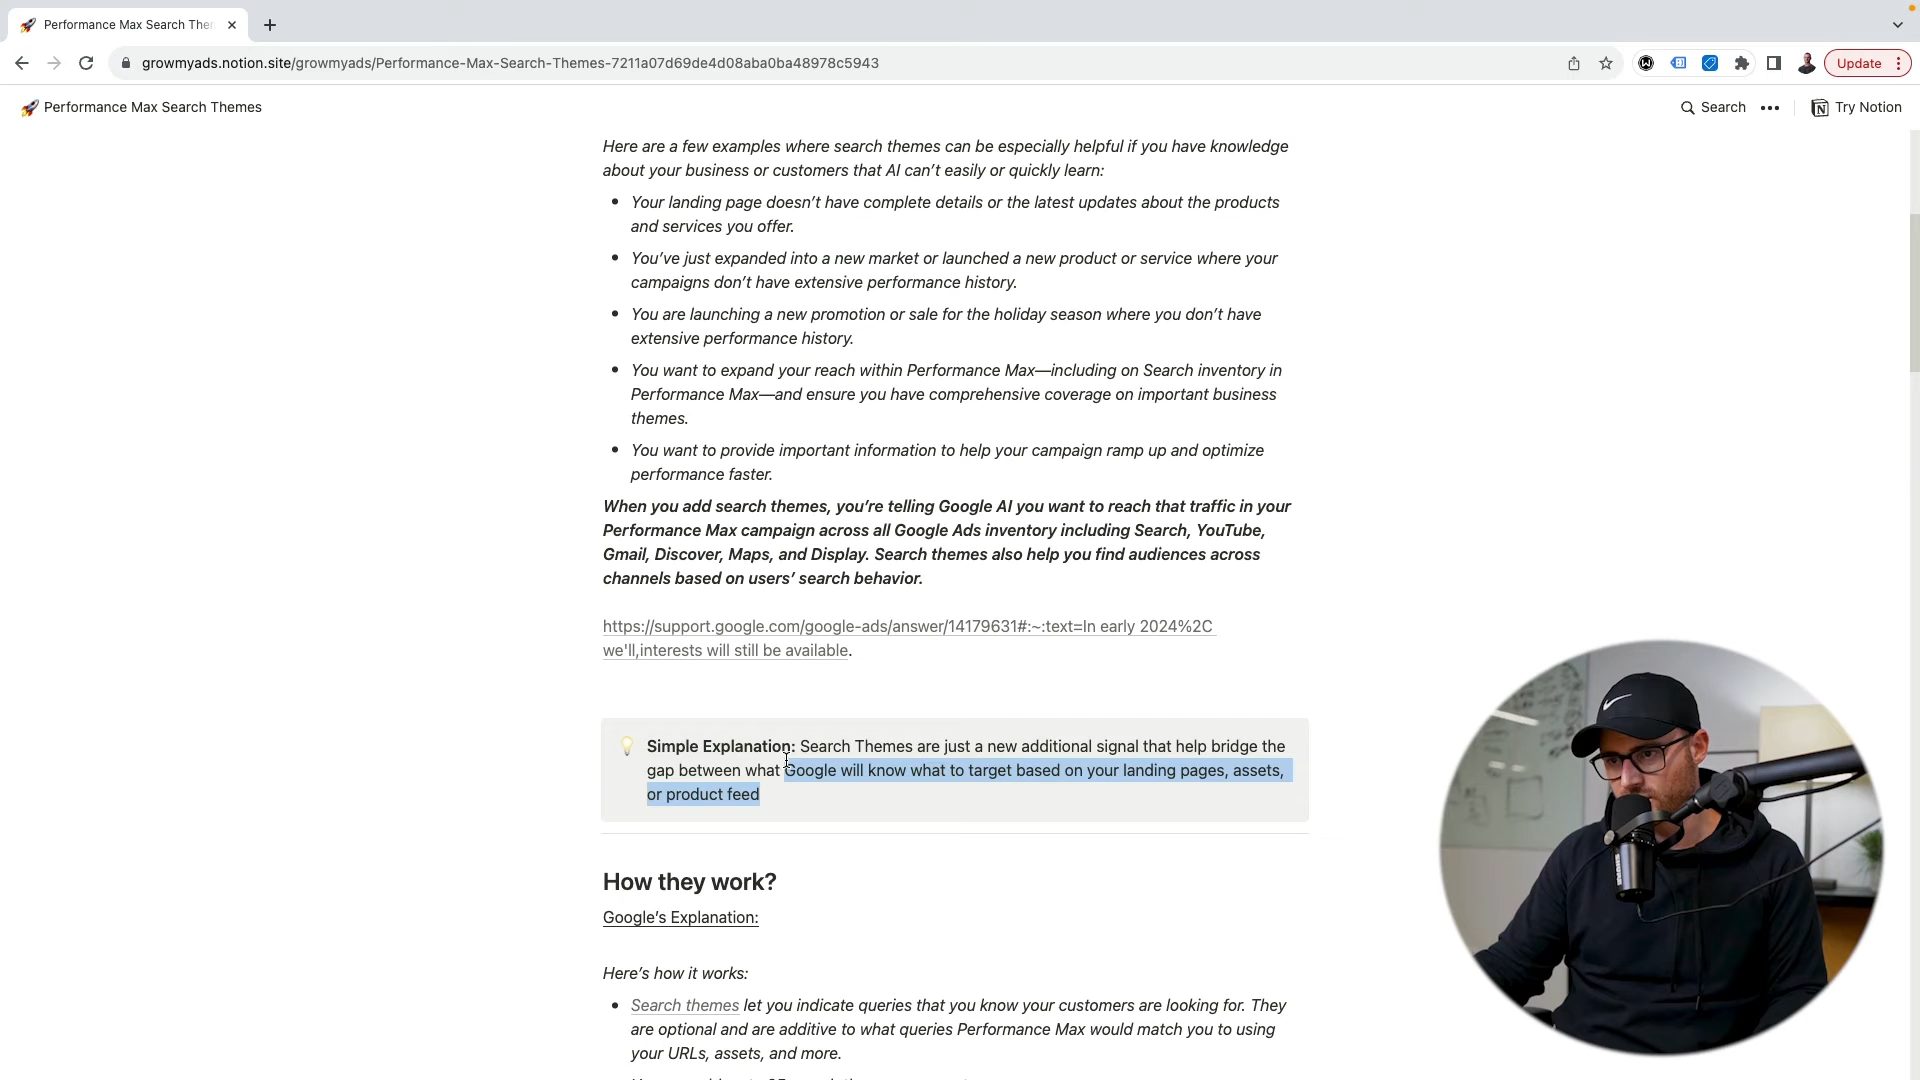 Performance Max Search Ther
growmyads.notion.site/growmyads/Performance-Max-Search-Themes-7211a07d69de4d08aba0ba48978c5943
Update
Performance Max Search Themes
Search
Try Notion
Here are a few examples where search themes can be especially helpful if you have knowledge
about your business or customers that AI can’t easily or quickly learn:
• Your landing page doesn’t have complete details or the latest updates about the products
and services you offer.
• You’ve just expanded into a new market or launched a new product or service where your
campaigns don’t have extensive performance history.
• You are launching a new promotion or sale for the holiday season where you don’t have
extensive performance history.
• You want to expand your reach within Performance Max—including on Search inventory in
Performance Max—and ensure you have comprehensive coverage on important business
themes.
• You want to provide important information to help your campaign ramp up and optimize
performance faster.
When you add search themes, you’re telling Google AI you want to reach that traffic in your
Performance Max campaign across all Google Ads inventory including Search, YouTube,
Gmail, Discover, Maps, and Display. Search themes also help you find audiences across
channels based on users’ search behavior.
https://support.google.com/google-ads/answer/14179631#:~:text=In early 2024%2C
we'll,interests will still be available.
Simple Explanation: Search Themes are just a new additional signal that help bridge the
gap between what Google will know what to target based on your landing pages, assets,
or product feed
How they work?
Google’s Explanation:
Here’s how it works:
• Search themes let you indicate queries that you know your customers are looking for. They
are optional and are additive to what queries Performance Max would match you to using
your URLs, assets, and more.